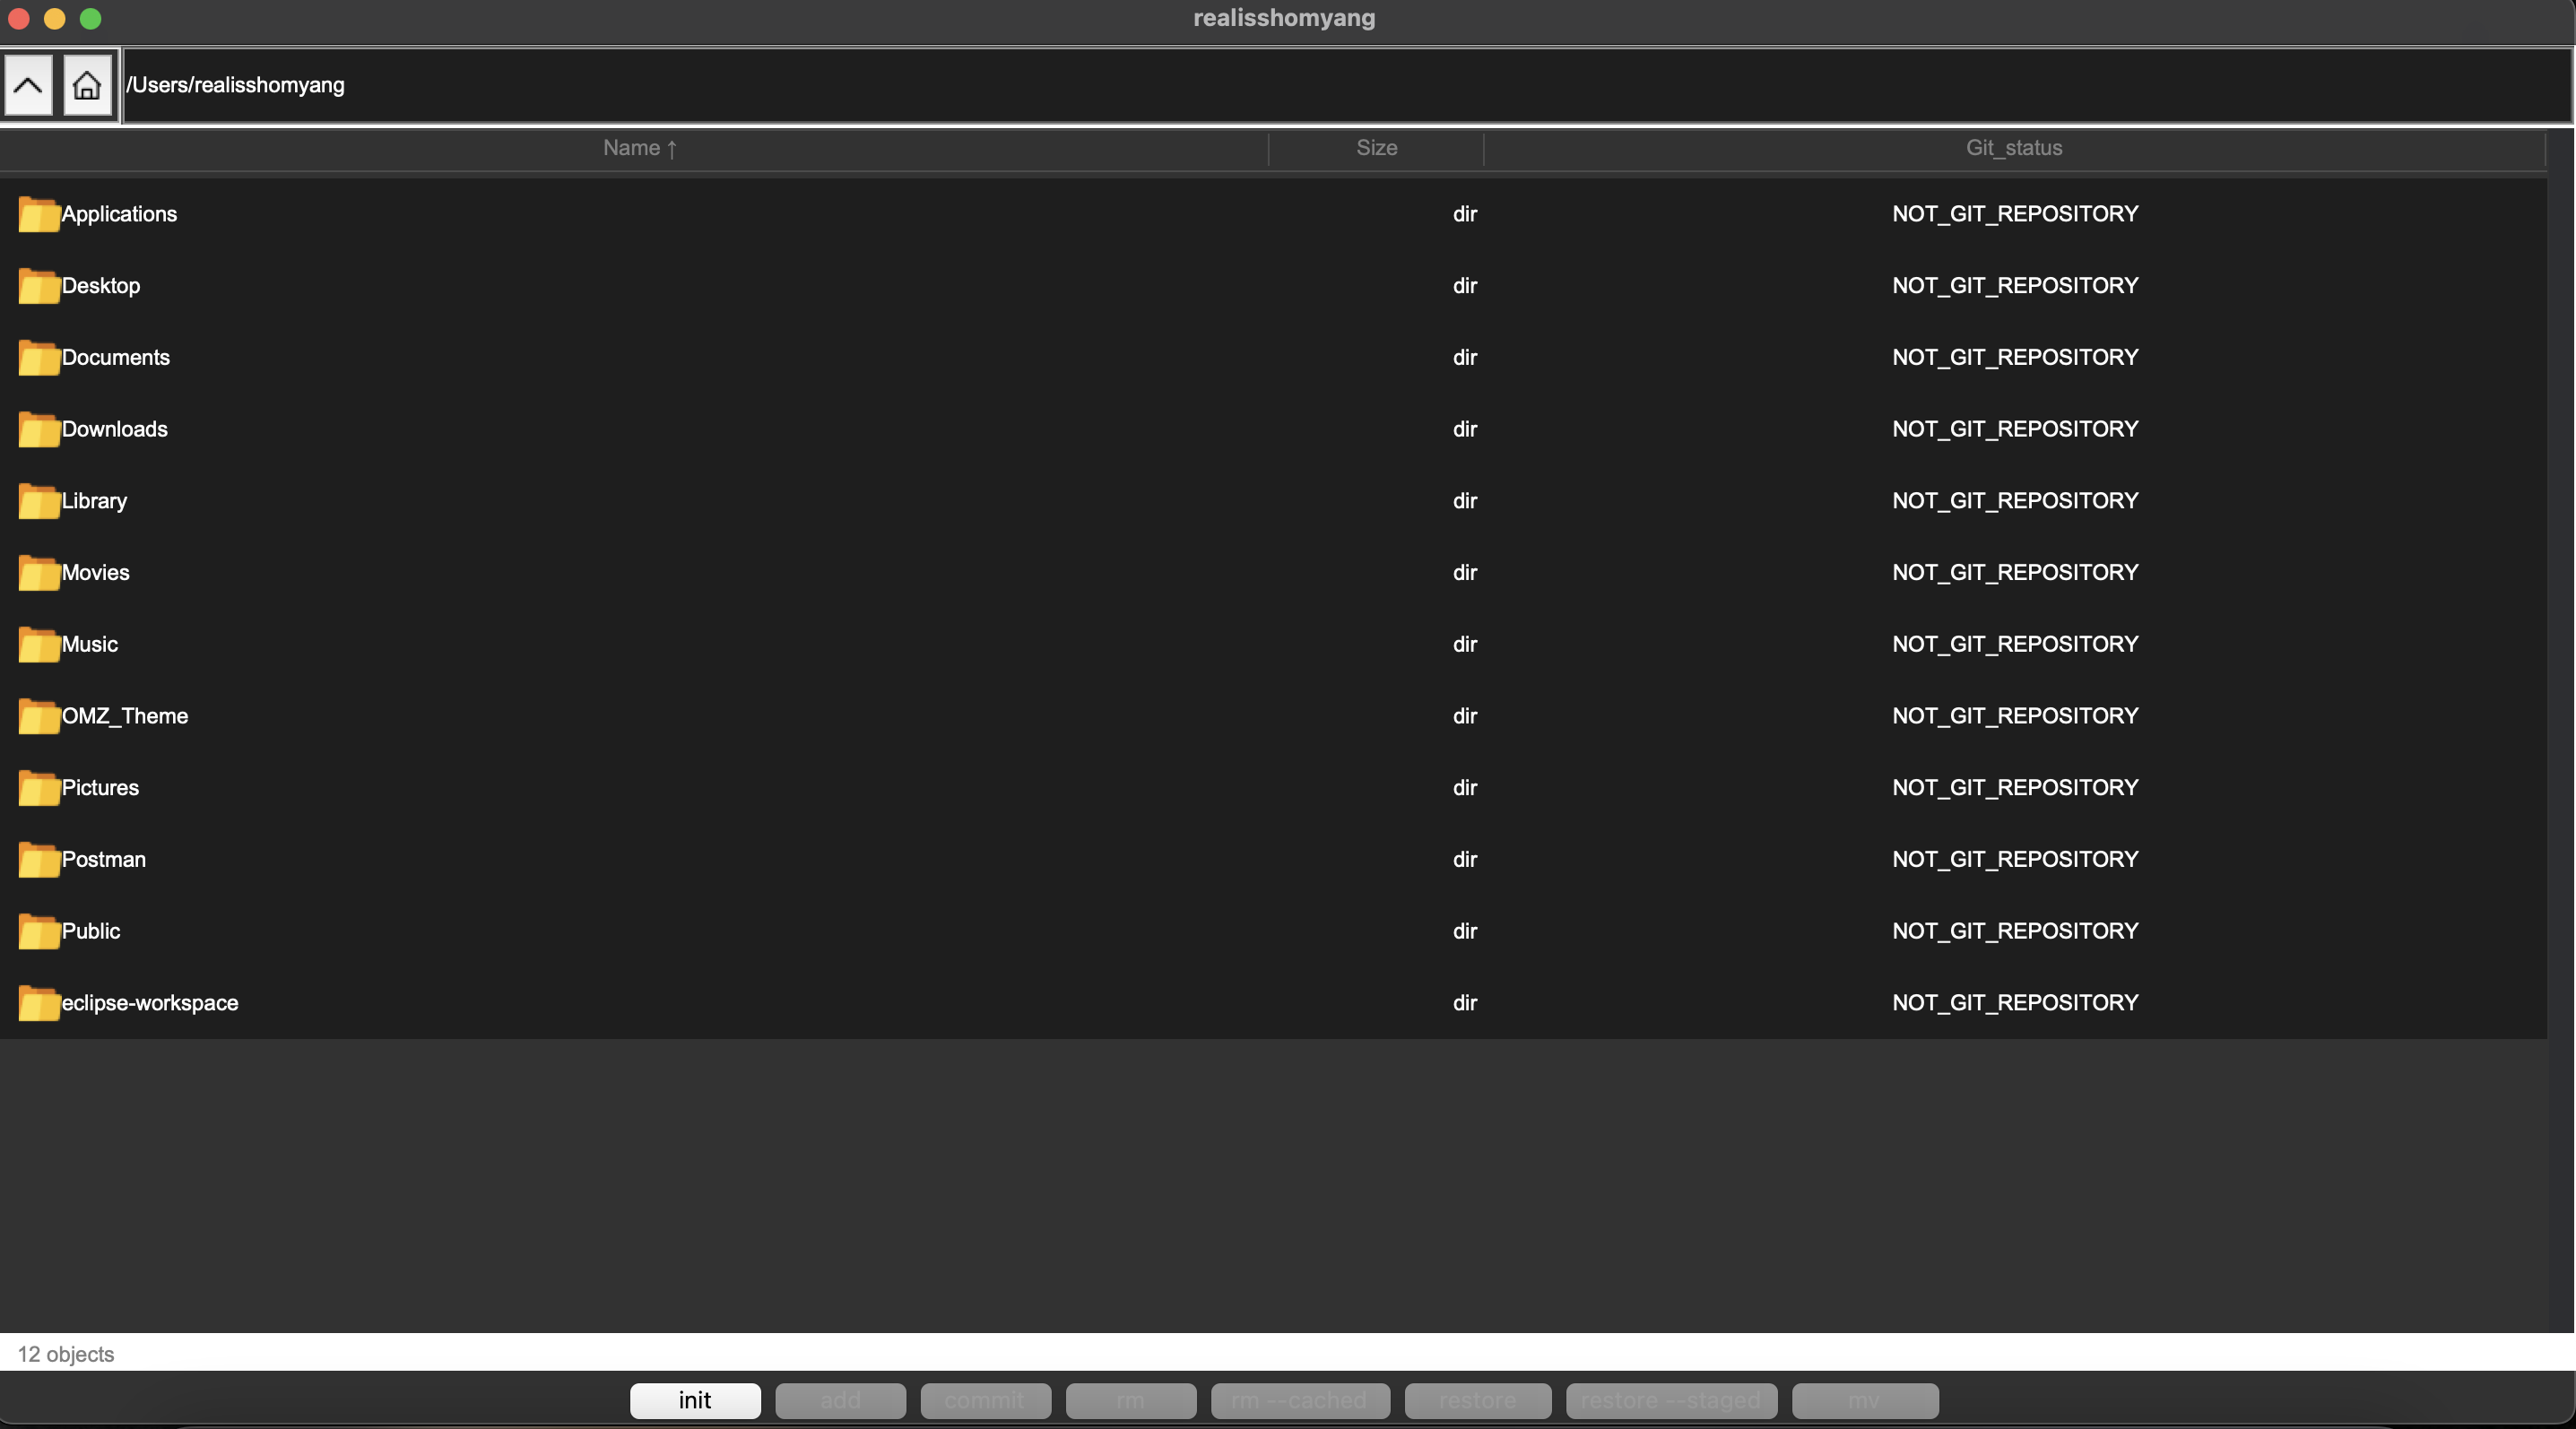 realisshomyang
/Users/realisshomyang
Name ↑ Size Git_status
Applications dir NOT_GIT_REPOSITORY
Desktop dir NOT_GIT_REPOSITORY
Documents dir NOT_GIT_REPOSITORY
Downloads dir NOT_GIT_REPOSITORY
Library dir NOT_GIT_REPOSITORY
Movies dir NOT_GIT_REPOSITORY
Music dir NOT_GIT_REPOSITORY
OMZ_Theme dir NOT_GIT_REPOSITORY
Pictures dir NOT_GIT_REPOSITORY
Postman dir NOT_GIT_REPOSITORY
Public dir NOT_GIT_REPOSITORY
eclipse-workspace dir NOT_GIT_REPOSITORY
12 objects
init add commit rm rm --cached restore restore --staged mv